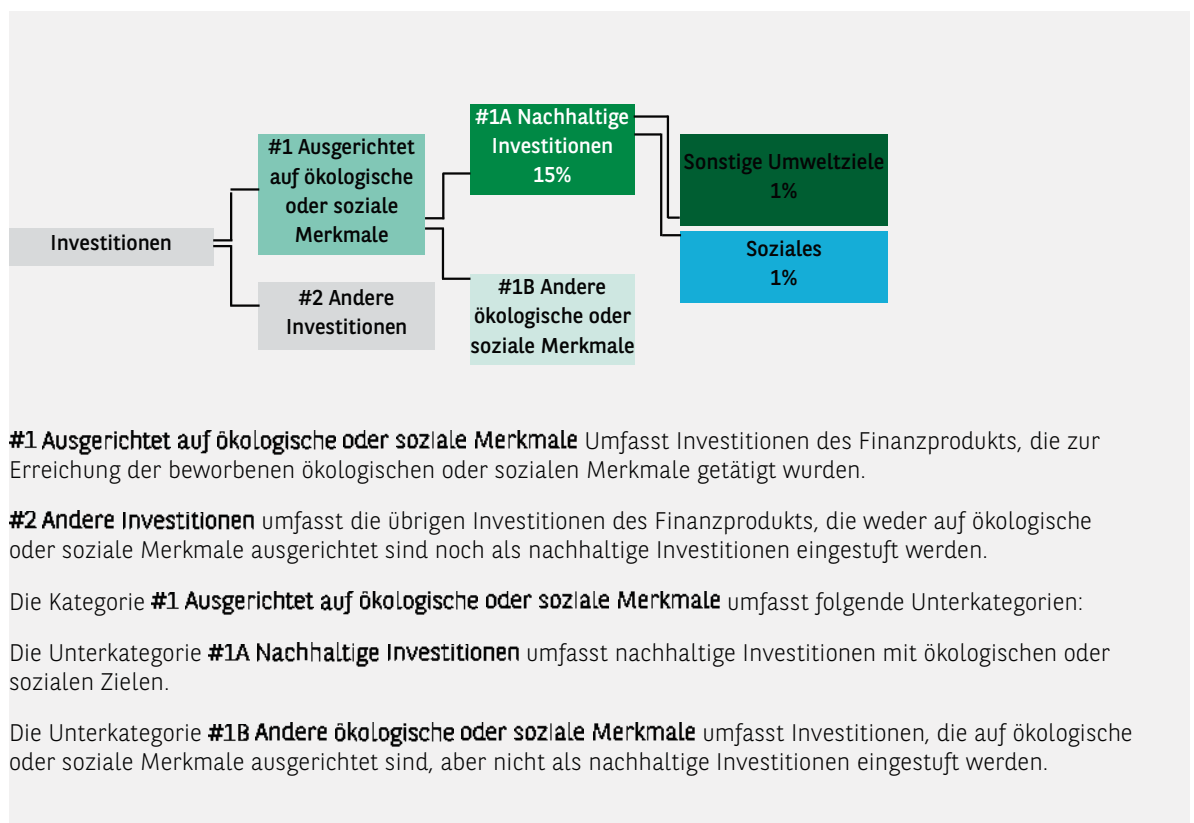 #1A Nachhaltige
Investitionen
15%
#1 Ausgerichtet
auf ökologische
oder soziale
Merkmale
Sonstige Umweltziele
1%
Investitionen
Soziales
1%
#2 Andere
Investitionen
#1B Andere
ökologische oder
soziale Merkmale
#1 Ausgerichtet auf ökologische oder soziale Merkmale Umfasst Investitionen des Finanzprodukts, die zur
Erreichung der beworbenen ökologischen oder sozialen Merkmale getätigt wurden.
#2 Andere Investitionen umfasst die übrigen Investitionen des Finanzprodukts, die weder auf ökologische
oder soziale Merkmale ausgerichtet sind noch als nachhaltige Investitionen eingestuft werden.
Die Kategorie #1 Ausgerichtet auf ökologische oder soziale Merkmale umfasst folgende Unterkategorien:
Die Unterkategorie #1A Nachhaltige Investitionen umfasst nachhaltige Investitionen mit ökologischen oder
sozialen Zielen.
Die Unterkategorie #1B Andere ökologische oder soziale Merkmale umfasst Investitionen, die auf ökologische
oder soziale Merkmale ausgerichtet sind, aber nicht als nachhaltige Investitionen eingestuft werden.